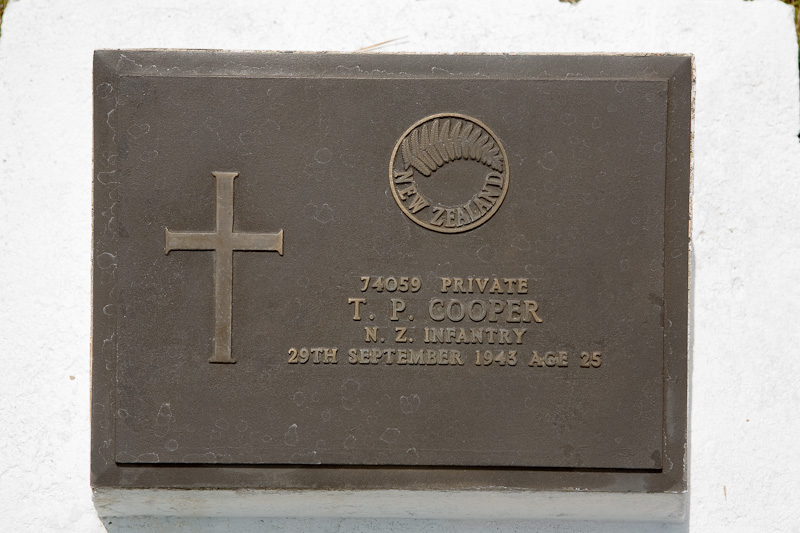 NEW ZEALAND
74059 PRIVATE
T. P. COOPER
N. Z. INFANTRY
29TH SEPTEMBER 1943 AGE 25